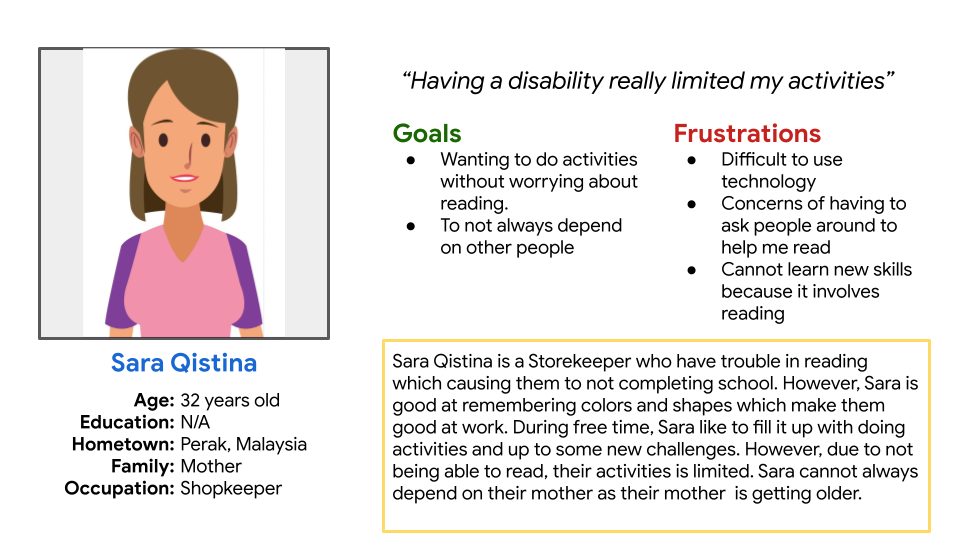 “Having a disability really limited my activities”
Goals
● Wanting to do activities
without worrying about
reading.
● To not always depend
on other people
Frustrations
● Difficult to use
technology
● Concerns of having to
ask people around to
help me read
● Cannot learn new skills
because it involves
reading
Sara Qistina
Age: 32 years old
Education: N/A
Hometown: Perak, Malaysia
Family: Mother
Occupation: Shopkeeper
Sara Qistina is a Storekeeper who have trouble in reading
which causing them to not completing school. However, Sara is
good at remembering colors and shapes which make them
good at work. During free time, Sara like to fill it up with doing
activities and up to some new challenges. However, due to not
being able to read, their activities is limited. Sara cannot always
depend on their mother as their mother  is getting older.